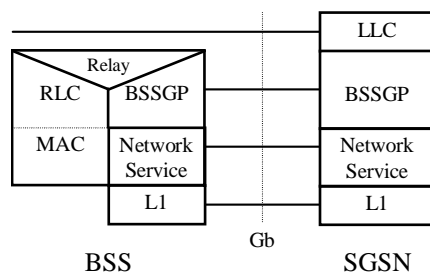 LLC
Relay
RLC
BSSGP
BSSGP
MAC
Network
Service
Network
Service
L1
L1
Gb
BSS
SGSN